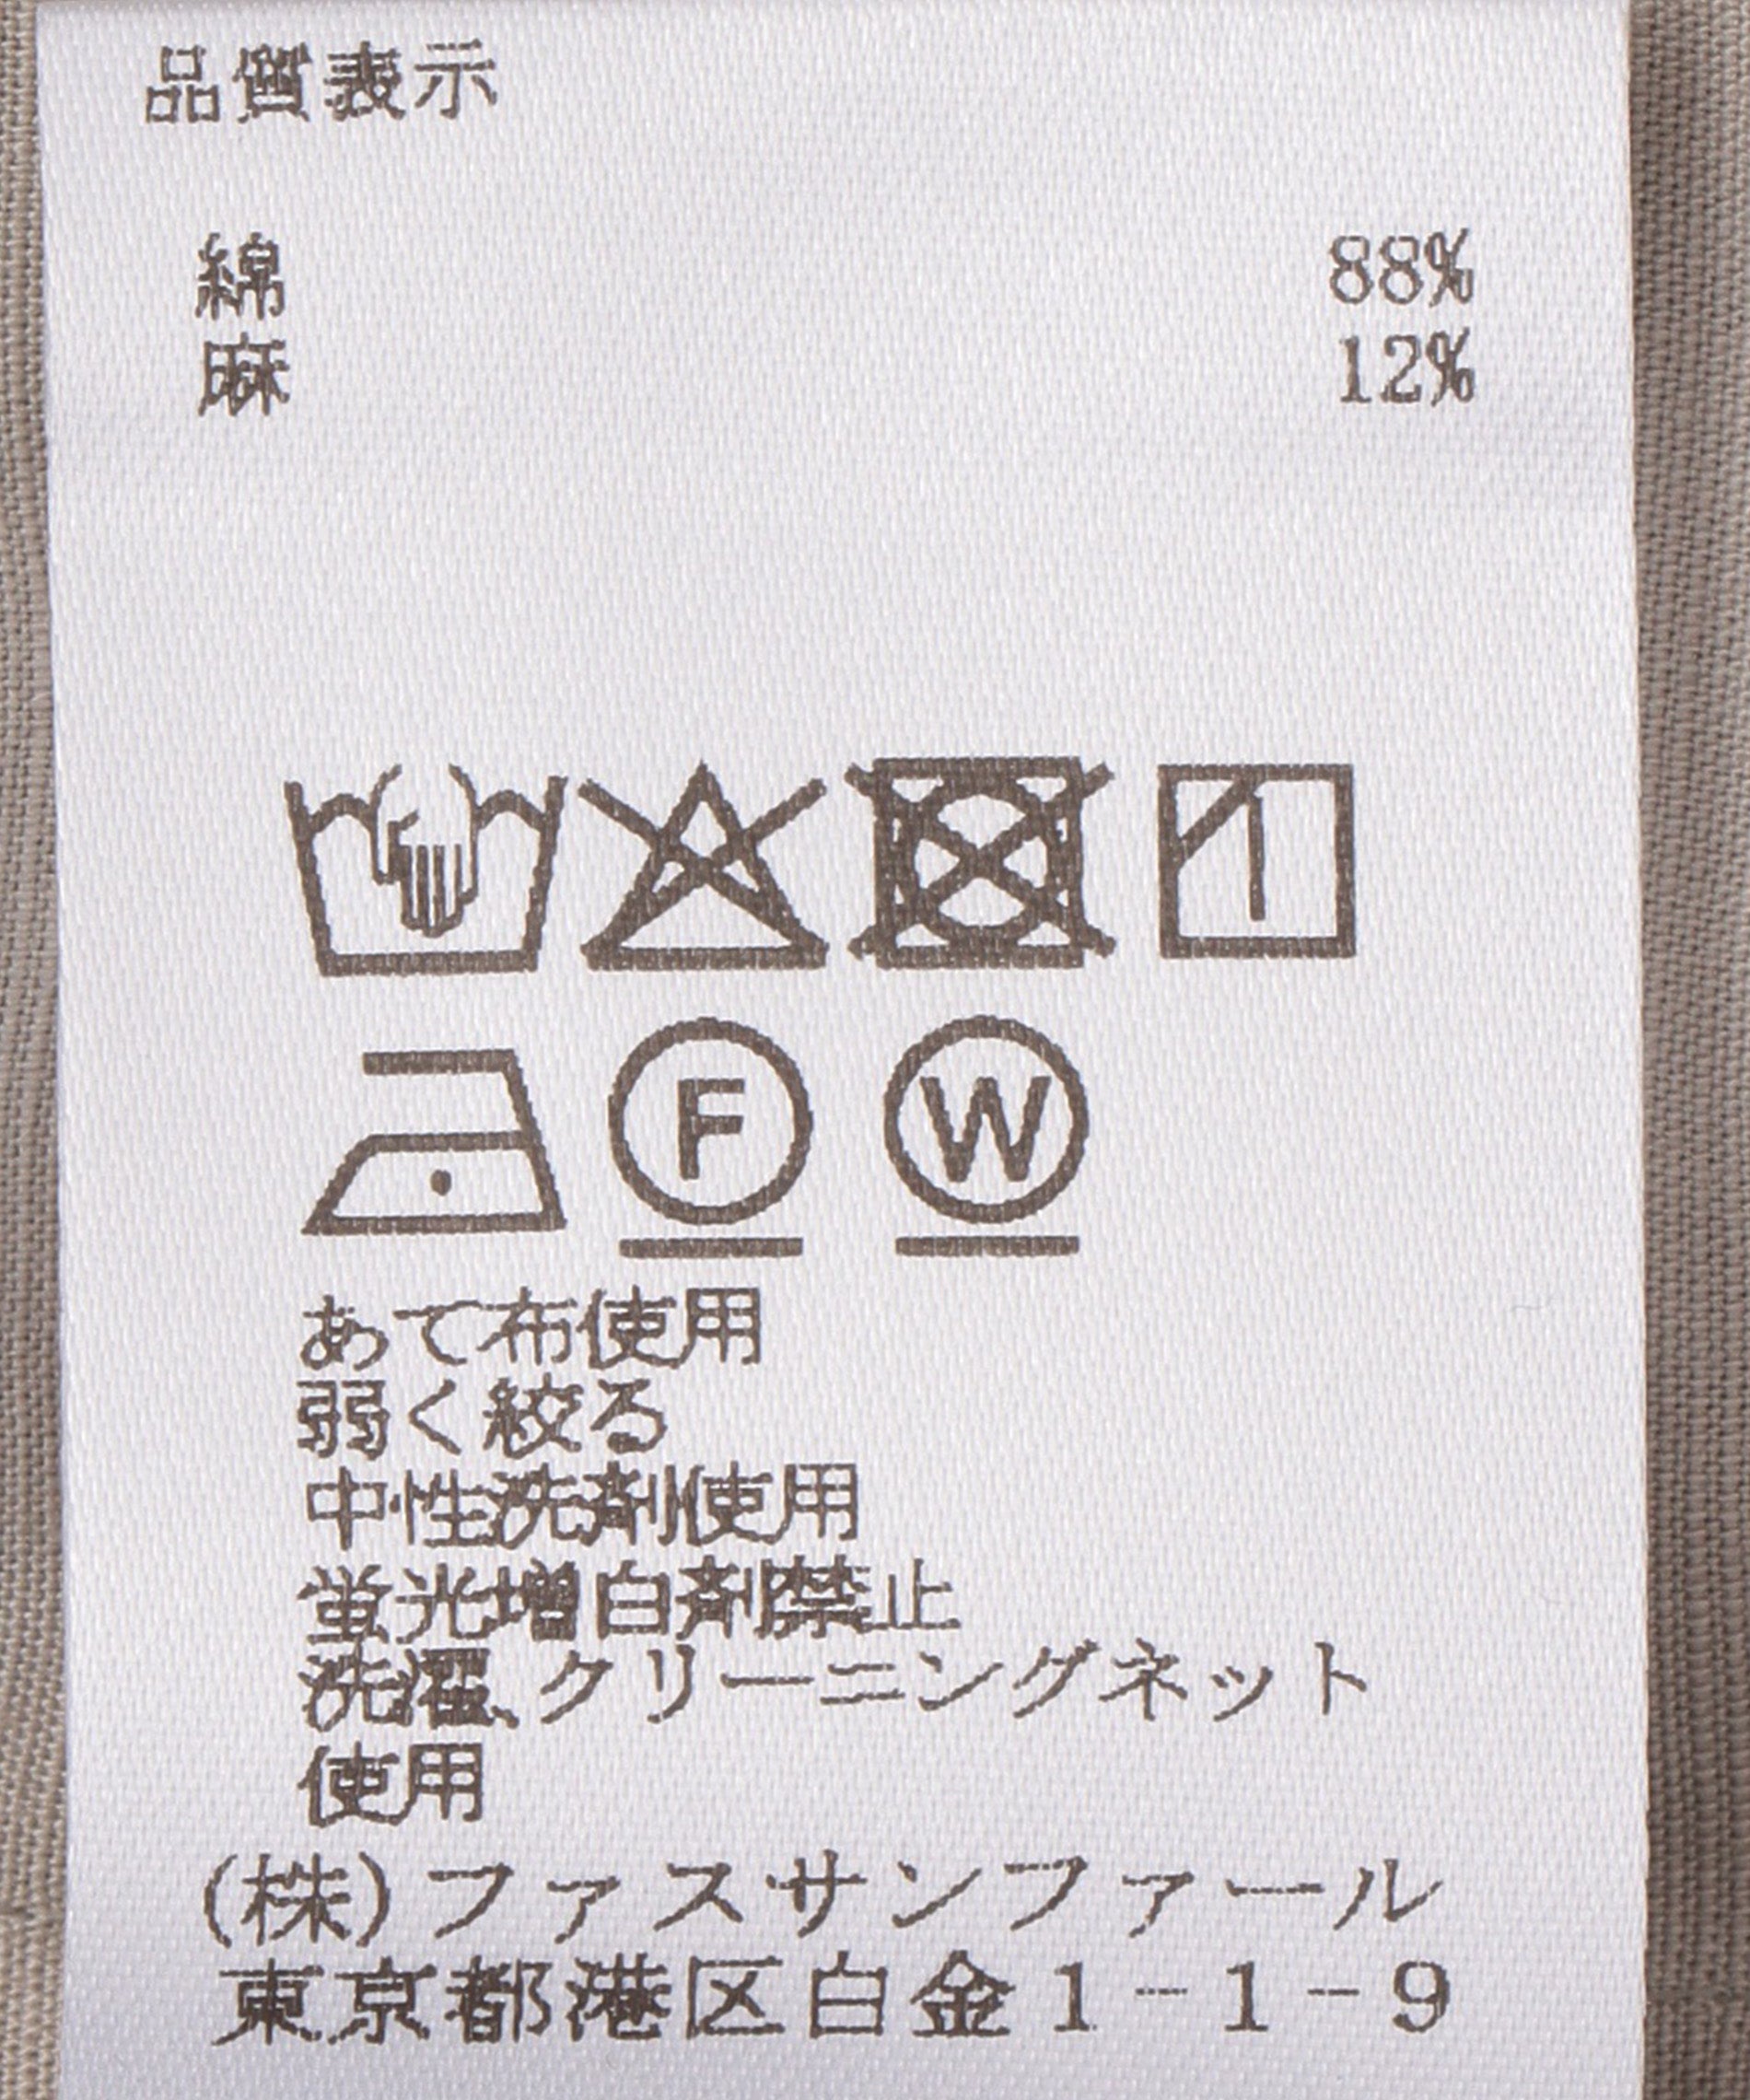 品質表示
綿 88%
麻 12%
F W
あて布使用
弱く絞る
中性洗剤使用
蛍光増白剤禁止
洗濯、クリーニングネット
使用
(株)ファスサンファール
東京都港区白金1-1-9